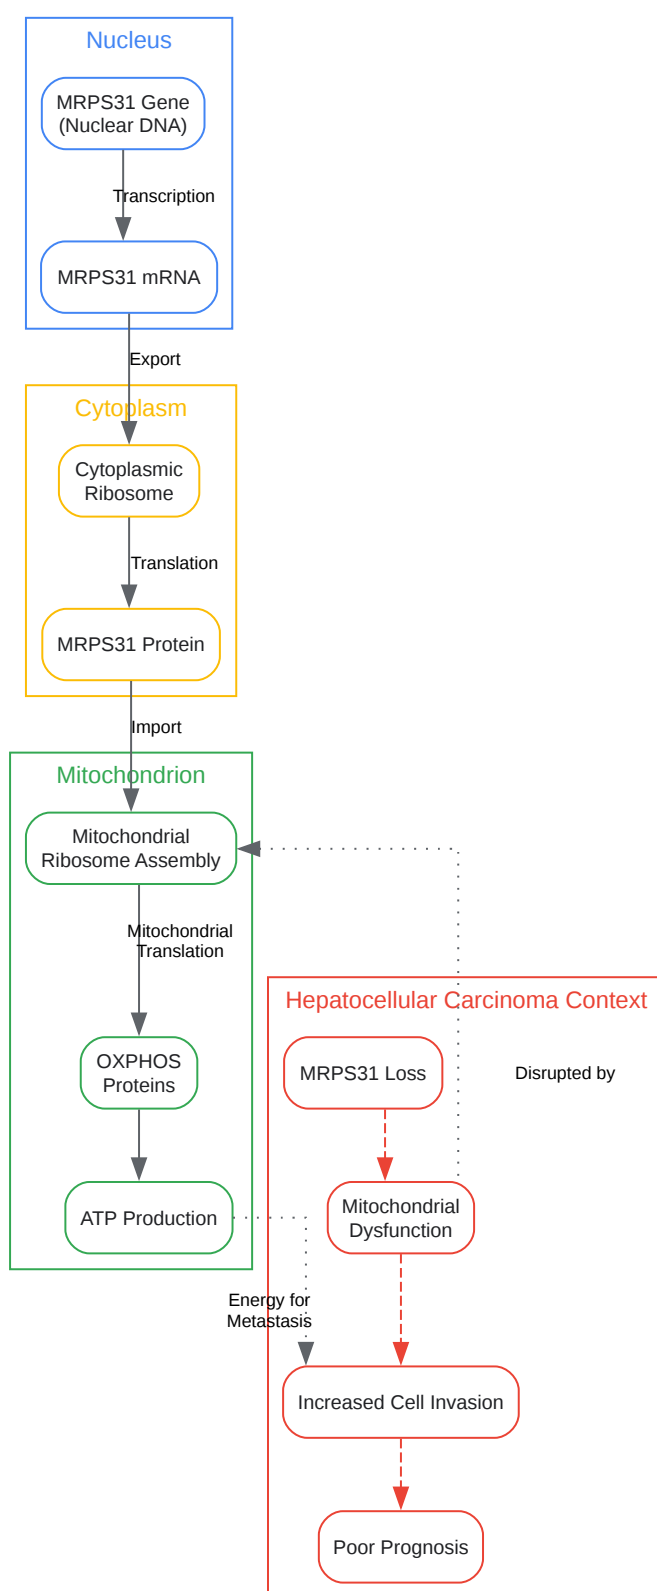 Nucleus
MRPS31 Gene
(Nuclear DNA)
Transcription
MRPS31 mRNA
Export
Cytoplasm
Cytoplasmic
Ribosome
Translation
MRPS31 Protein
Import
Mitochondrion
Mitochondrial
Ribosome Assembly
Mitochondrial
Translation
OXPHOS
Proteins
ATP Production
Hepatocellular Carcinoma Context
MRPS31 Loss
Disrupted by
Mitochondrial
Dysfunction
Energy for
Metastasis
Increased Cell Invasion
Poor Prognosis